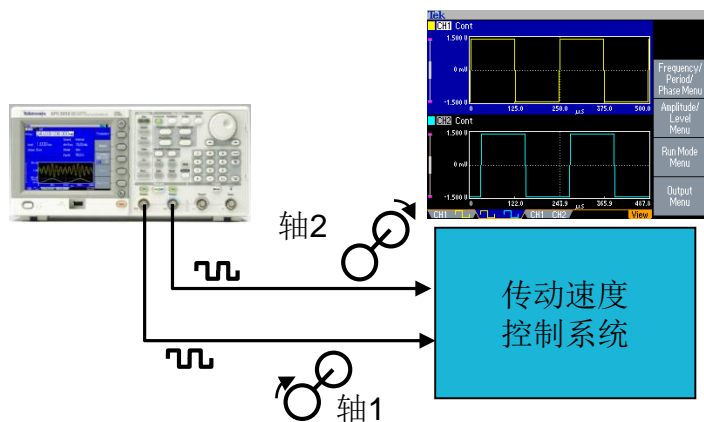 Tek
CH1 Cont
1.500 V
0 mV
-1.500 V
0 125.0 μS 375.0 500.0
CH2 Cont
1.500 V
0 mV
-1.500 V
0 122.0 243.9 μS 365.9 487.8
CH1 CH1 CH2 View
Frequency/
Period/
Phase Menu
Amplitude/
Level
Menu
Run Mode
Menu
Output
Menu
Tektronix
轴2
传动速度
控制系统
轴1